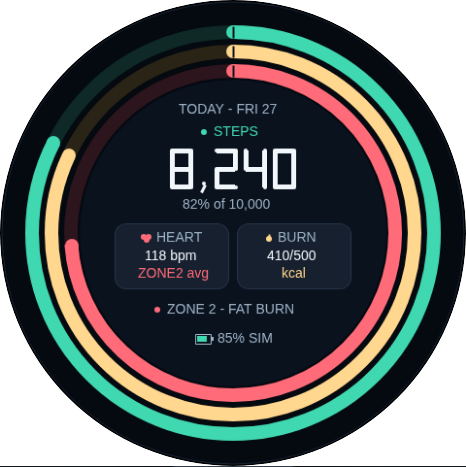 TODAY - FRI 27
STEPS
8,240
82% of 10,000
HEART
118 bpm
ZONE2 avg
BURN
410/500
kcal
ZONE 2 - FAT BURN
85% SIM